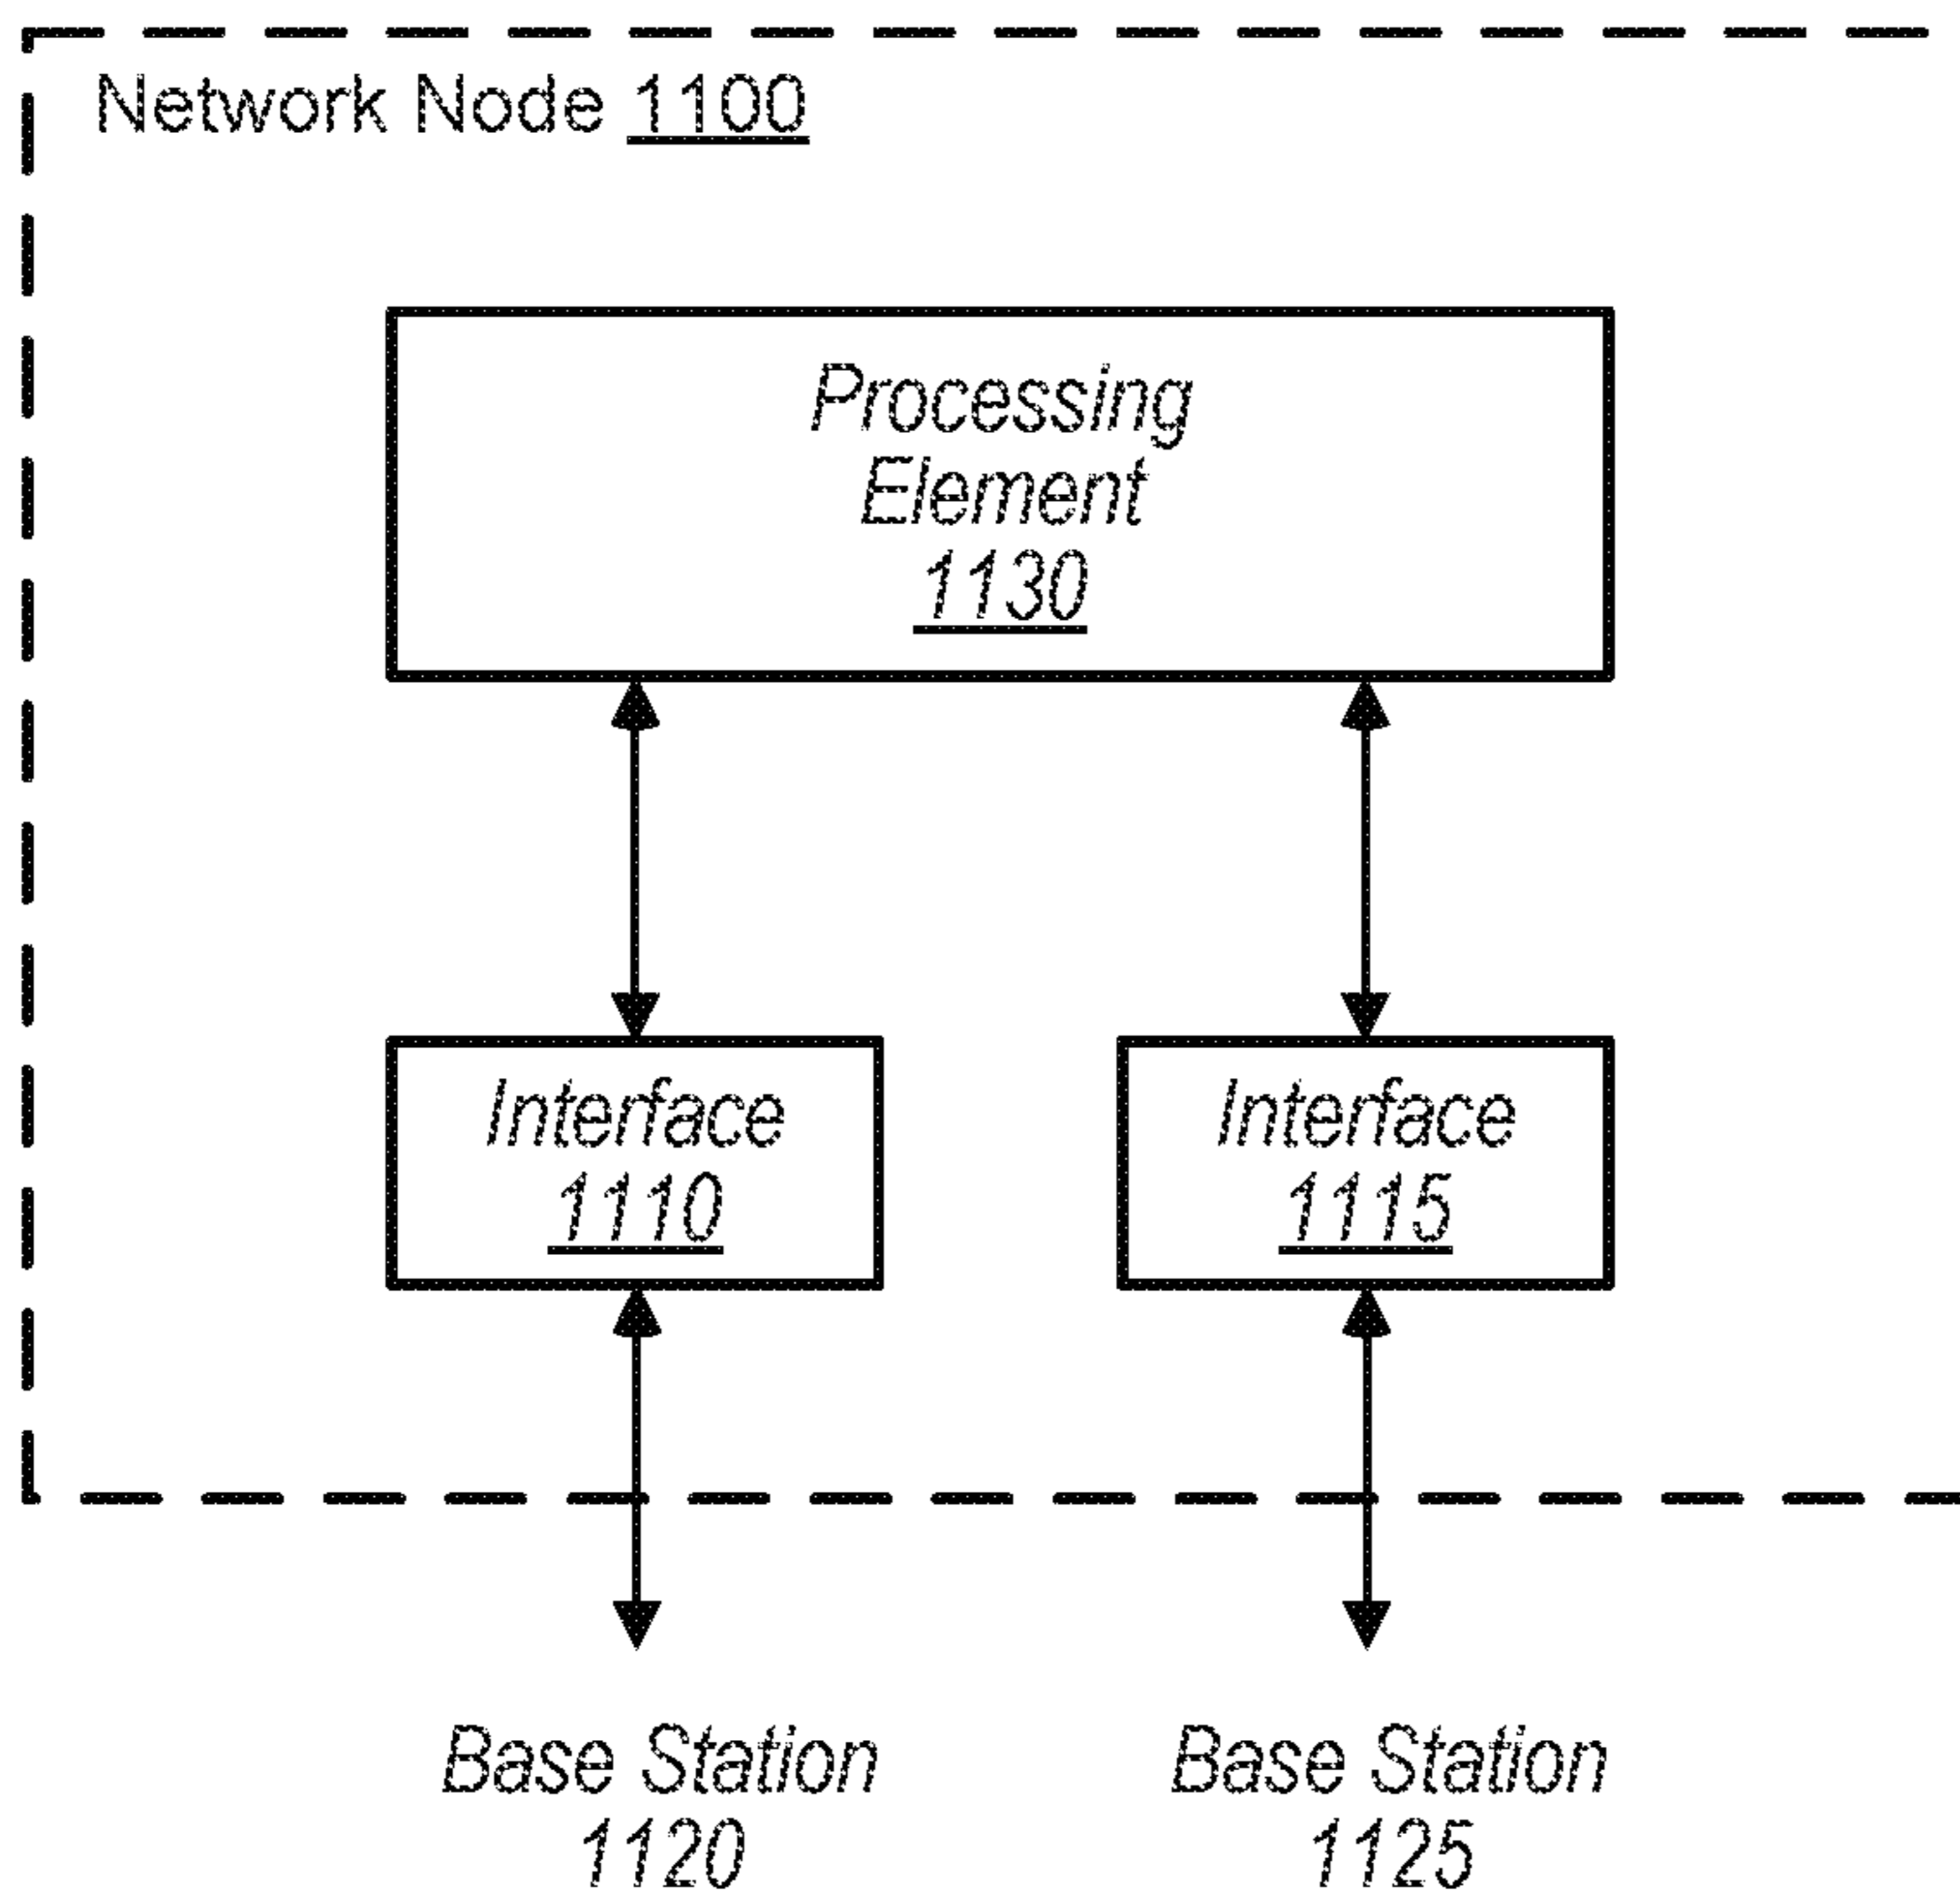 Network Node 1100
Processing
Element
1130
Interface
1110
Interface
1115
Base Station
1120
Base Station
1125